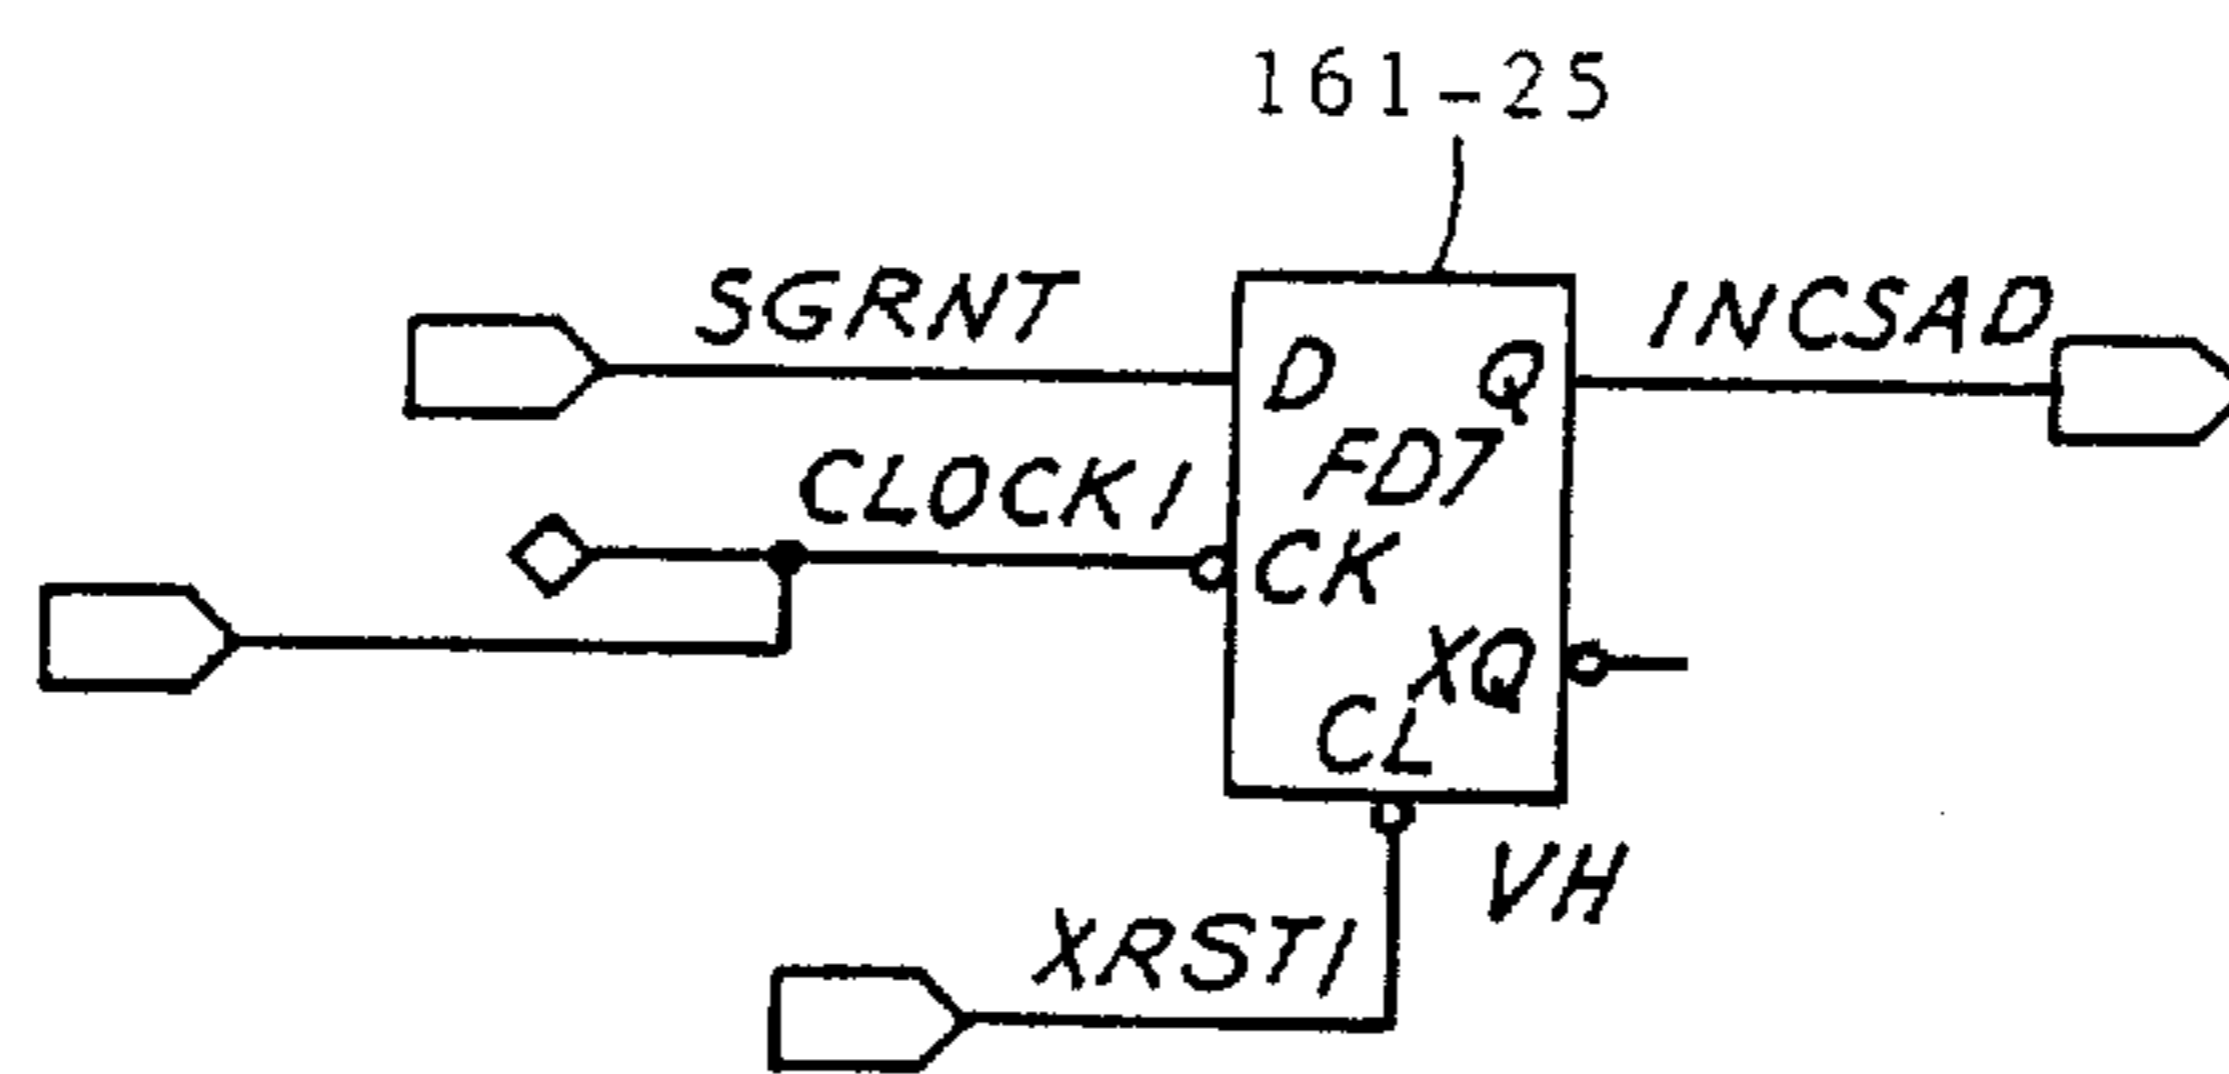 161-25
SGRNT
INCSAD
D
Q
FD7
CLOCK1
CK
XQ
CL
VH
XRST1